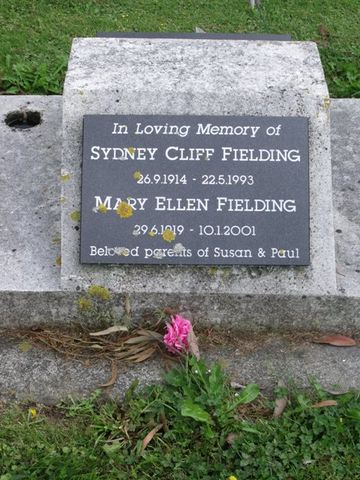 In Loving Memory of
SYDNEY CLIFF FIELDING
26.9.1914 - 22.5.1993
MARY ELLEN FIELDING
29.6.1919 - 10.1.2001
Beloved parents of Susan & Paul